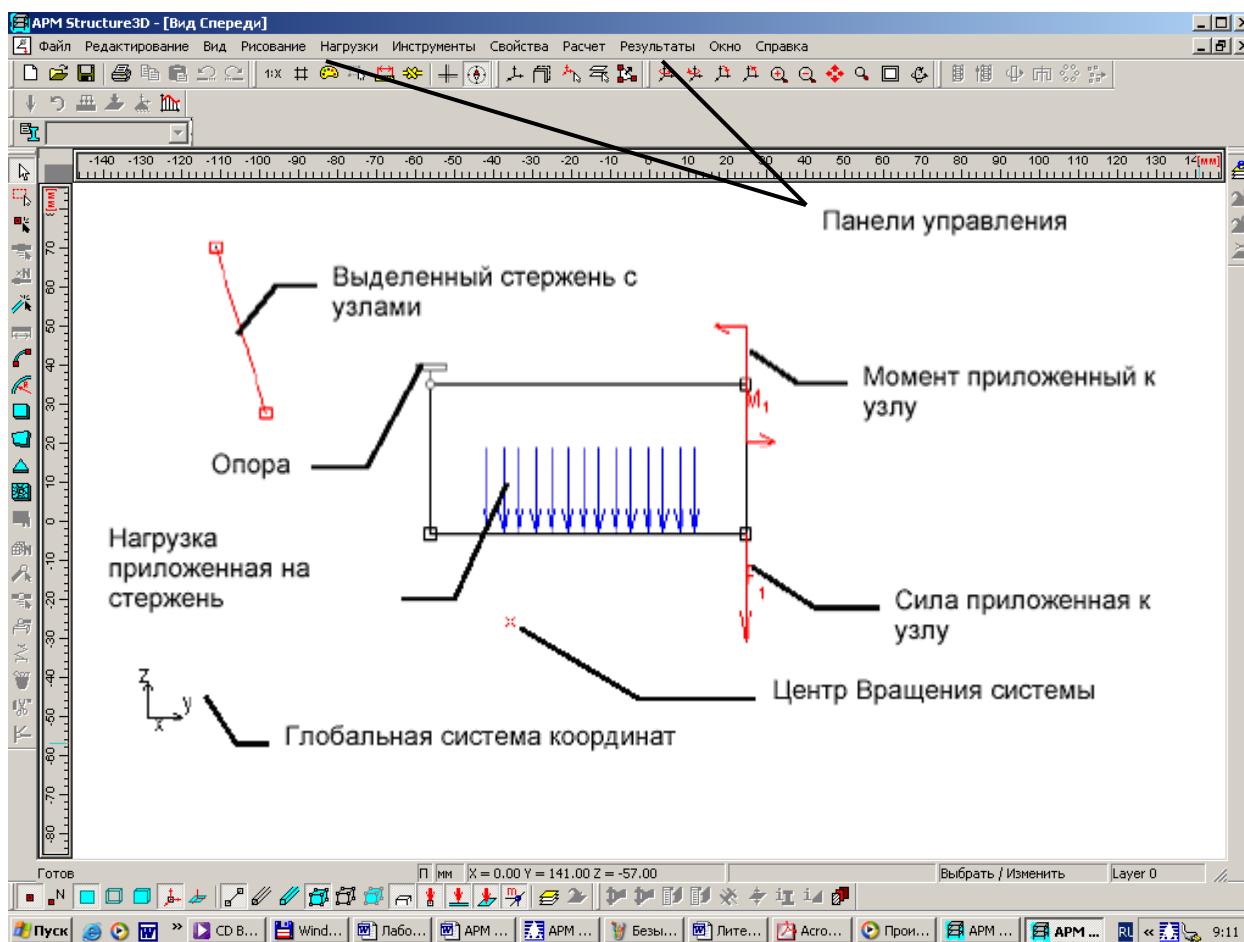 APM Structure3D - [Вид Спереди]
Файл Редактирование Вид Рисование Нагрузки Инструменты Свойства Расчет Результаты Окно Справка
1:X
-140 -130 -120 -110 -100 -90 -80 -70 -60 -50 -40 -30 -20 -10 0 10 20 30 40 50 60 70 80 90 100 110 120 130 14[мм]
[мм]
70
60
50
40
30
20
10
0
-10
-20
-30
-40
-50
-60
-70
-80
Панели управления
Выделенный стержень с
узлами
Момент приложенный к
узлу
M1
Опора
Нагрузка
приложенная на
стержень
F1
Сила приложенная к
узлу
Центр Вращения системы
z
y
x
Глобальная система координат
Готов П мм X = 0.00 Y = 141.00 Z = -57.00 Выбрать / Изменить Layer 0
N
Пуск » CD B... Wind... Лабо... APM ... APM ... Безы... Лите... Acro... Прои... APM ... APM ... RL « 9:11